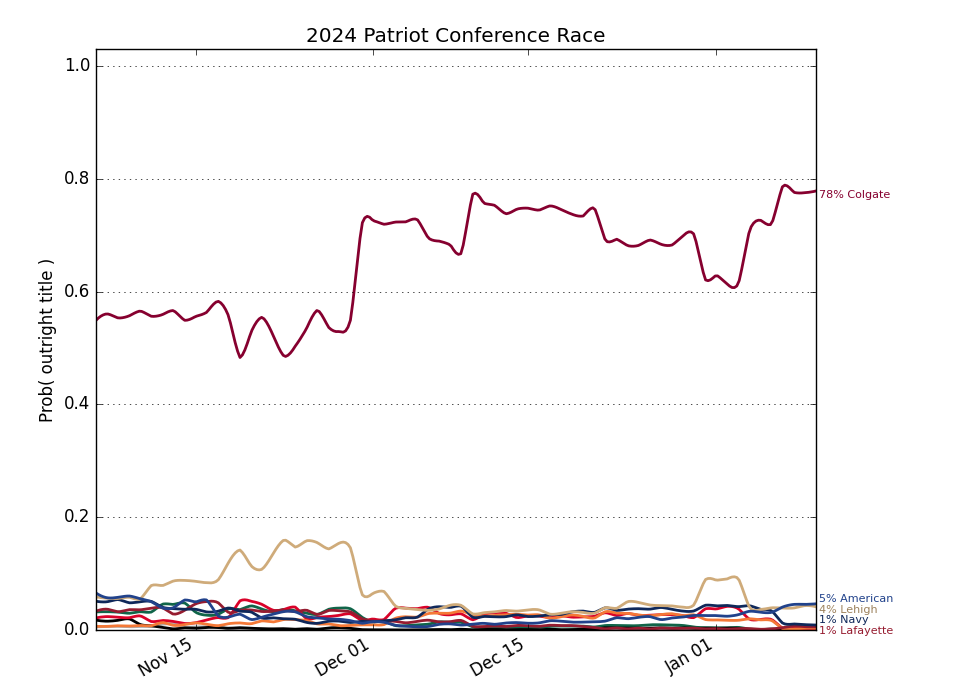 2024 Patriot Conference Race
Prob( outright title )
1.0
0.8
0.6
0.4
0.2
0.0
Nov 15
Dec 01
Dec 15
Jan 01
78% Colgate
5% American
4% Lehigh
1% Navy
1% Lafayette